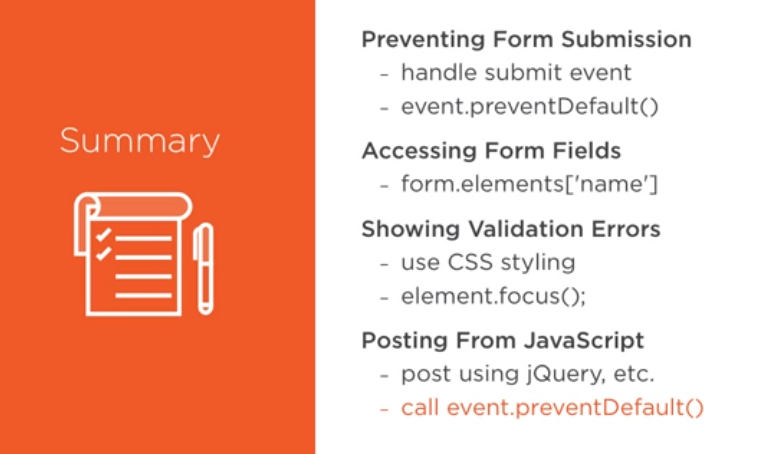 Summary
Preventing Form Submission
- handle submit event
- event.preventDefault()
Accessing Form Fields
- form.elements['name']
Showing Validation Errors
- use CSS styling
- element.focus();
Posting From JavaScript
- post using jQuery, etc.
- call event.preventDefault()